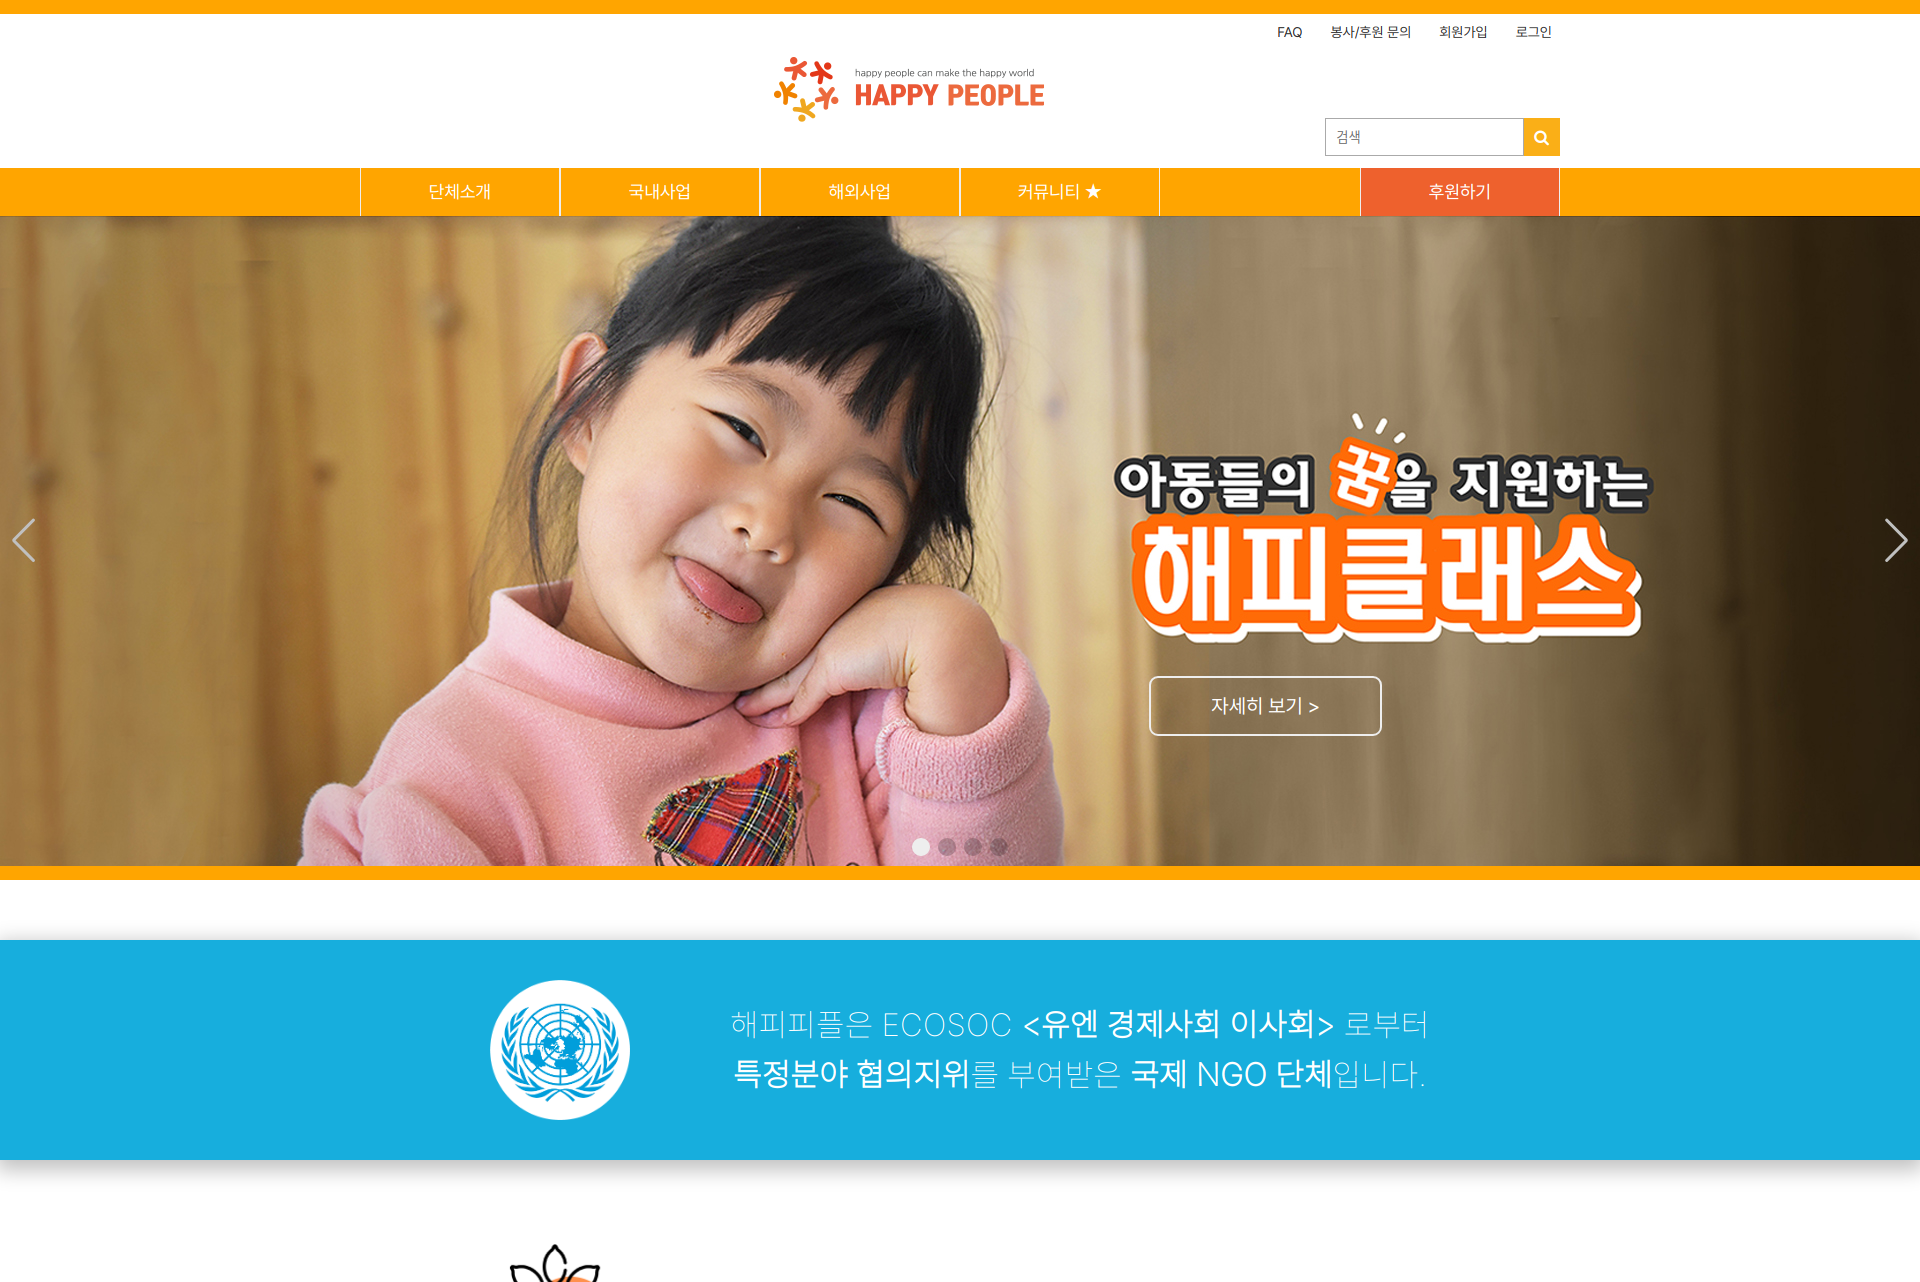 FAQ 봉사/후원 문의 회원가입 로그인
happy people can make the happy world
HAPPY PEOPLE
검색
단체소개 국내사업 해외사업 커뮤니티 ★ 후원하기
아동들의 꿈을 지원하는
해피클래스
자세히 보기 >
해피피플은 ECOSOC <유엔 경제사회 이사회> 로부터
특정분야 협의지위를 부여받은 국제 NGO 단체입니다.